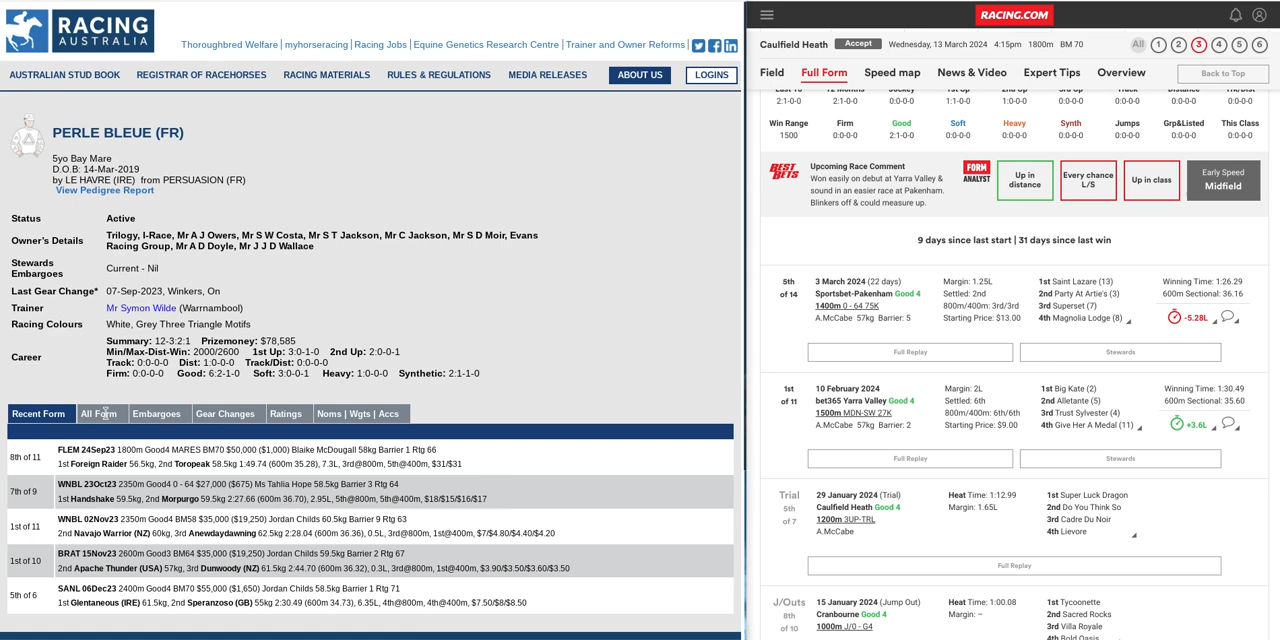 RACING
AUSTRALIA
Thoroughbred Welfare | myhorseracing | Racing Jobs | Equine Genetics Research Centre | Trainer and Owner Reforms |
AUSTRALIAN STUD BOOK REGISTRAR OF RACEHORSES RACING MATERIALS RULES & REGULATIONS MEDIA RELEASES ABOUT US LOGINS
PERLE BLEUE (FR)
5yo Bay Mare
D.O.B: 14-Mar-2019
by LE HAVRE (IRE) from PERSUASION (FR)
View Pedigree Report
Status Active
Owner's Details Trilogy, I-Race, Mr A J Owers, Mr S W Costa, Mr S T Jackson, Mr C Jackson, Mr S D Moir, Evans
Racing Group, Mr A D Doyle, Mr J J D Wallace
Stewards
Embargoes Current - Nil
Last Gear Change* 07-Sep-2023, Winkers, On
Trainer Mr Symon Wilde (Warrnambool)
Racing Colours White, Grey Three Triangle Motifs
Career
Summary: 12-3:2:1 Prizemoney: $78,585
Min/Max-Dist-Win: 2000/2600 1st Up: 3:0-1-0 2nd Up: 2:0-0-1
Track: 0:0-0-0 Dist: 1:0-0-0 Track/Dist: 0:0-0-0
Firm: 0:0-0-0 Good: 6:2-1-0 Soft: 3:0-0-1 Heavy: 1:0-0-0 Synthetic: 2:1-1-0
Recent Form All Form Embargoes Gear Changes Ratings Noms | Wgts | Accs
8th of 11 FLEM 24Sep23 1800m Good4 MARES BM70 $50,000 ($1,000) Blaike McDougall 58kg Barrier 1 Rtg 66
1st Foreign Raider 56.5kg, 2nd Toropeak 58.5kg 1:49.74 (600m 35.28), 7.3L, 3rd@800m, 5th@400m, $31/$31
7th of 9 WNBL 23Oct23 2350m Good4 0 - 64 $27,000 ($675) Ms Tahlia Hope 58.5kg Barrier 3 Rtg 64
1st Handshake 59.5kg, 2nd Morpurgo 59.5kg 2:27.66 (600m 36.70), 2.95L, 5th@800m, 5th@400m, $18/$15/$16/$17
1st of 11 WNBL 02Nov23 2350m Good4 BM58 $35,000 ($19,250) Jordan Childs 60.5kg Barrier 9 Rtg 63
2nd Navajo Warrior (NZ) 60kg, 3rd Anewdaydawning 62.5kg 2:28.04 (600m 36.36), 0.5L, 3rd@800m, 1st@400m, $7/$4.80/$4.40/$4.20
1st of 10 BRAT 15Nov23 2600m Good3 BM64 $35,000 ($19,250) Jordan Childs 59.5kg Barrier 2 Rtg 67
2nd Apache Thunder (USA) 57kg, 3rd Dunwoody (NZ) 61.5kg 2:44.70 (600m 36.32), 0.3L, 3rd@800m, 1st@400m, $3.90/$3.50/$3.60/$3.50
5th of 6 SANL 06Dec23 2400m Good4 BM70 $55,000 ($1,650) Jordan Childs 58.5kg Barrier 1 Rtg 71
1st Glentaneous (IRE) 61.5kg, 2nd Speranzoso (GB) 55kg 2:30.49 (600m 34.73), 6.35L, 4th@800m, 4th@400m, $7.50/$8/$8.50
RACING.COM
Caulfield Heath Accept Wednesday, 13 March 2024 4:15pm 1800m BM 70 All 1 2 3 4 5 6
Field Full Form Speed map News & Video Expert Tips Overview Back to Top
Last 10 12 Months Jockey 1st Up 2nd Up 3rd Up Track Distance Trk/Dist
2:1-0-0 2:1-0-0 0:0-0-0 1:1-0-0 1:0-0-0 0:0-0-0 0:0-0-0 0:0-0-0 0:0-0-0
Win Range Firm Good Soft Heavy Synth Jumps Grp&Listed This Class
1500 0:0-0-0 2:1-0-0 0:0-0-0 0:0-0-0 0:0-0-0 0:0-0-0 0:0-0-0 0:0-0-0
BEST BETS
Upcoming Race Comment
Won easily on debut at Yarra Valley &
sound in an easier race at Pakenham.
Blinkers off & could measure up.
FORM
ANALYST
Up in
distance
Every chance
L/S
Up in class
Early Speed
Midfield
9 days since last start | 31 days since last win
5th 3 March 2024 (22 days) Margin: 1.25L 1st Saint Lazare (13) Winning Time: 1:26.29
of 14 Sportsbet-Pakenham Good 4 Settled: 2nd 2nd Party At Artie's (3) 600m Sectional: 36.16
1400m 0 - 64 75K 800m/400m: 3rd/3rd 3rd Superset (7)
A.McCabe 57kg Barrier: 5 Starting Price: $13.00 4th Magnolia Lodge (8) -5.28L
Full Replay Stewards
1st 10 February 2024 Margin: 2L 1st Big Kate (2) Winning Time: 1:30.49
of 11 bet365 Yarra Valley Good 4 Settled: 6th 2nd Alletante (5) 600m Sectional: 35.60
1500m MDN-SW 27K 800m/400m: 6th/6th 3rd Trust Sylvester (4)
A.McCabe 57kg Barrier: 2 Starting Price: $9.00 4th Give Her A Medal (11) +3.6L
Full Replay Stewards
Trial 29 January 2024 (Trial) Heat Time: 1:12.99 1st Super Luck Dragon
5th Caulfield Heath Good 4 Margin: 1.65L 2nd Do You Think So
of 7 1200m 3UP-TRL 3rd Cadre Du Noir
A.McCabe 4th Lievore
Full Replay
J/Outs 15 January 2024 (Jump Out) Heat Time: 1:00.08 1st Tycoonette
8th Cranbourne Good 4 Margin: – 2nd Sacred Rocks
of 10 1000m J/0 - G4 3rd Villa Royale
4th Bold Oasis